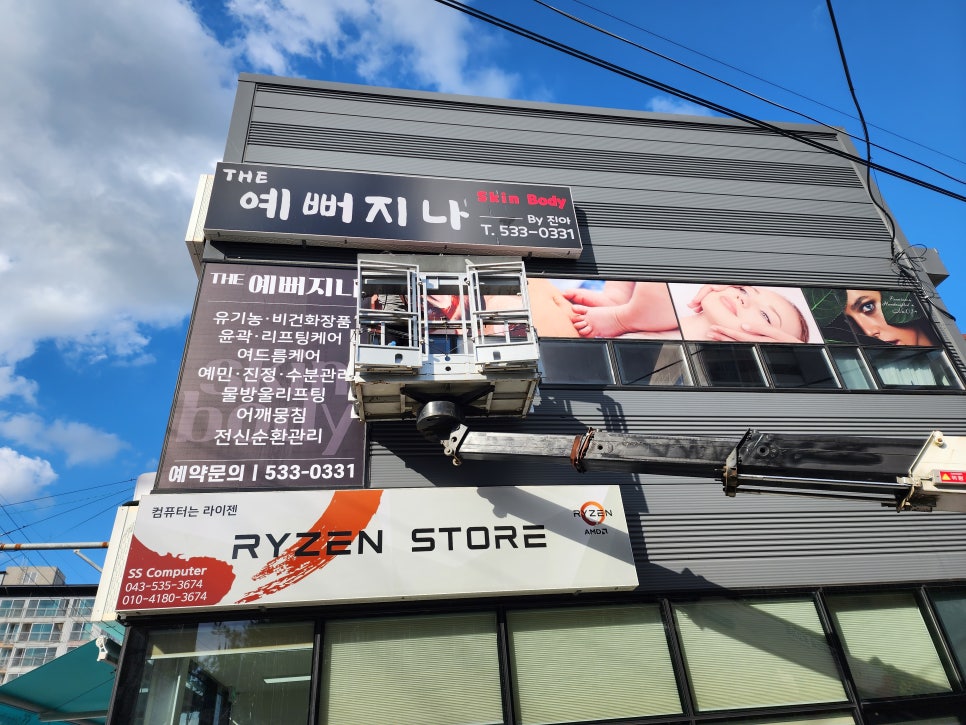 THE
예뻐지나
Skin Body
By 진아
T. 533-0331
THE 예뻐지나
유기농·비건화장품
윤곽·리프팅케어
여드름케어
예민·진정·수분관리
물방울리프팅
어깨뭉침
전신순환관리
body
예약문의 | 533-0331
컴퓨터는 라이젠
RYZEN STORE
RYZEN
AMD
SS Computer
043-535-3674
010-4180-3674